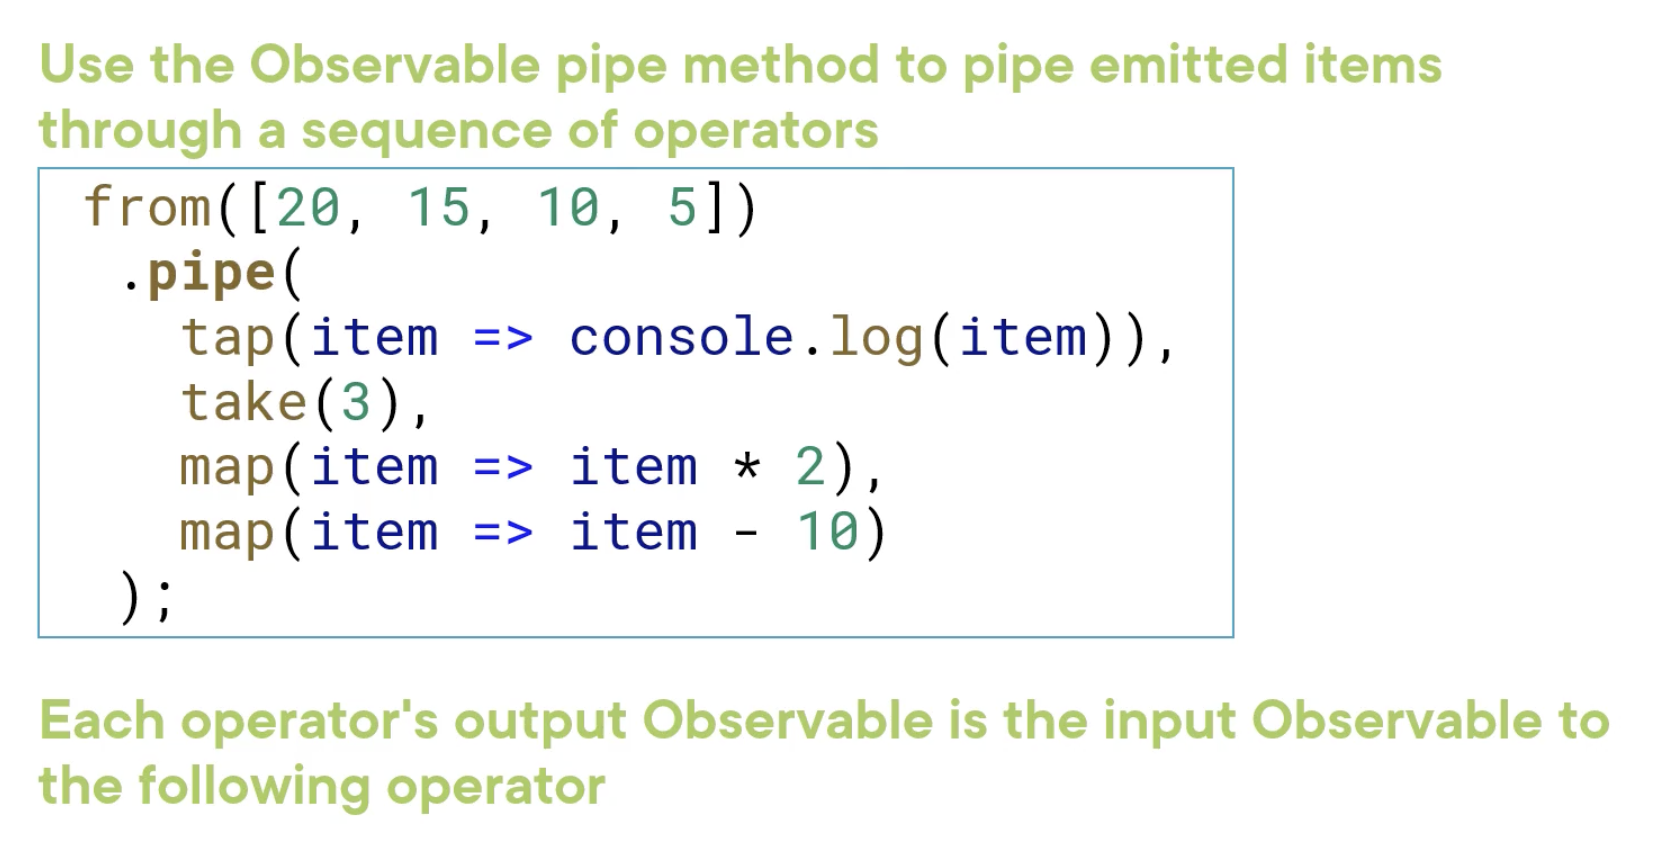 Use the Observable pipe method to pipe emitted items
through a sequence of operators
from([20, 15, 10, 5])
.pipe(
tap(item => console.log(item)),
take(3),
map(item => item * 2),
map(item => item - 10)
);
Each operator's output Observable is the input Observable to
the following operator